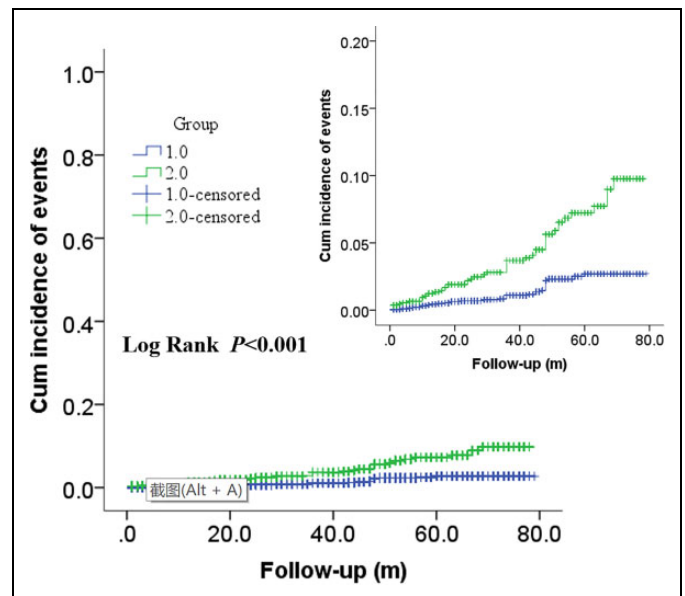 Cum incidence of events
1.0
0.8
0.6
0.4
0.2
0.0
Group
1.0
2.0
1.0-censored
2.0-censored
Log Rank P<0.001
截图(Alt + A)
.0
20.0
40.0
60.0
80.0
Follow-up (m)
Cum incidence of events
0.20
0.15
0.10
0.05
0.00
.0
20.0
40.0
60.0
80.0
Follow-up (m)